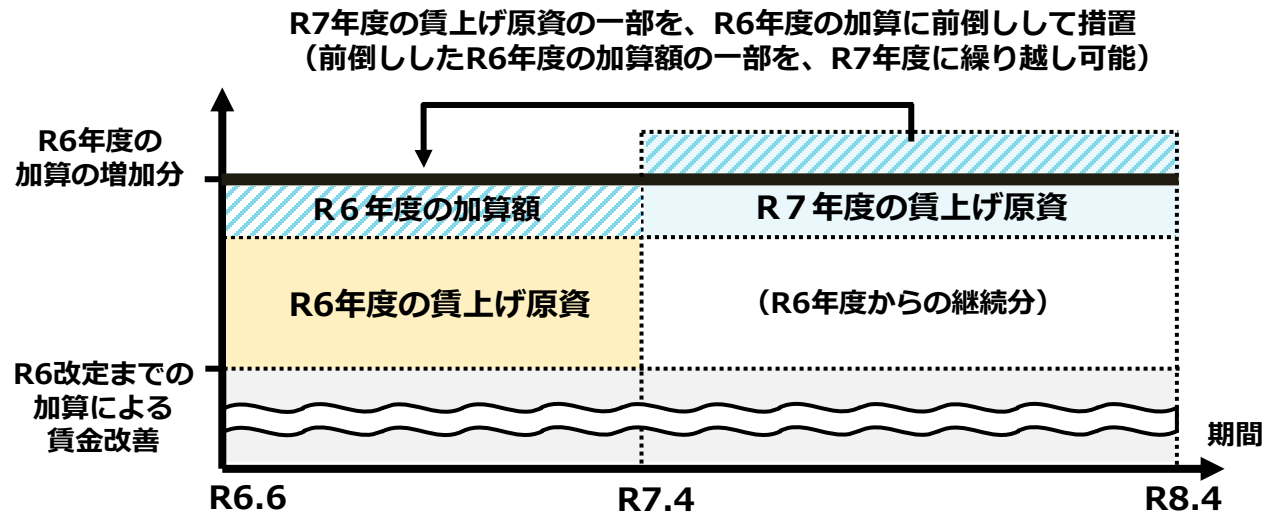 R7年度の賃上げ原資の一部を、R6年度の加算に前倒しして措置
（前倒ししたR6年度の加算額の一部を、R7年度に繰り越し可能）
R6年度の
加算の増加分
R６年度の加算額
R７年度の賃上げ原資
R6年度の賃上げ原資
（R6年度からの継続分）
R6改定までの
加算による
賃金改善
期間
R6.6
R7.4
R8.4